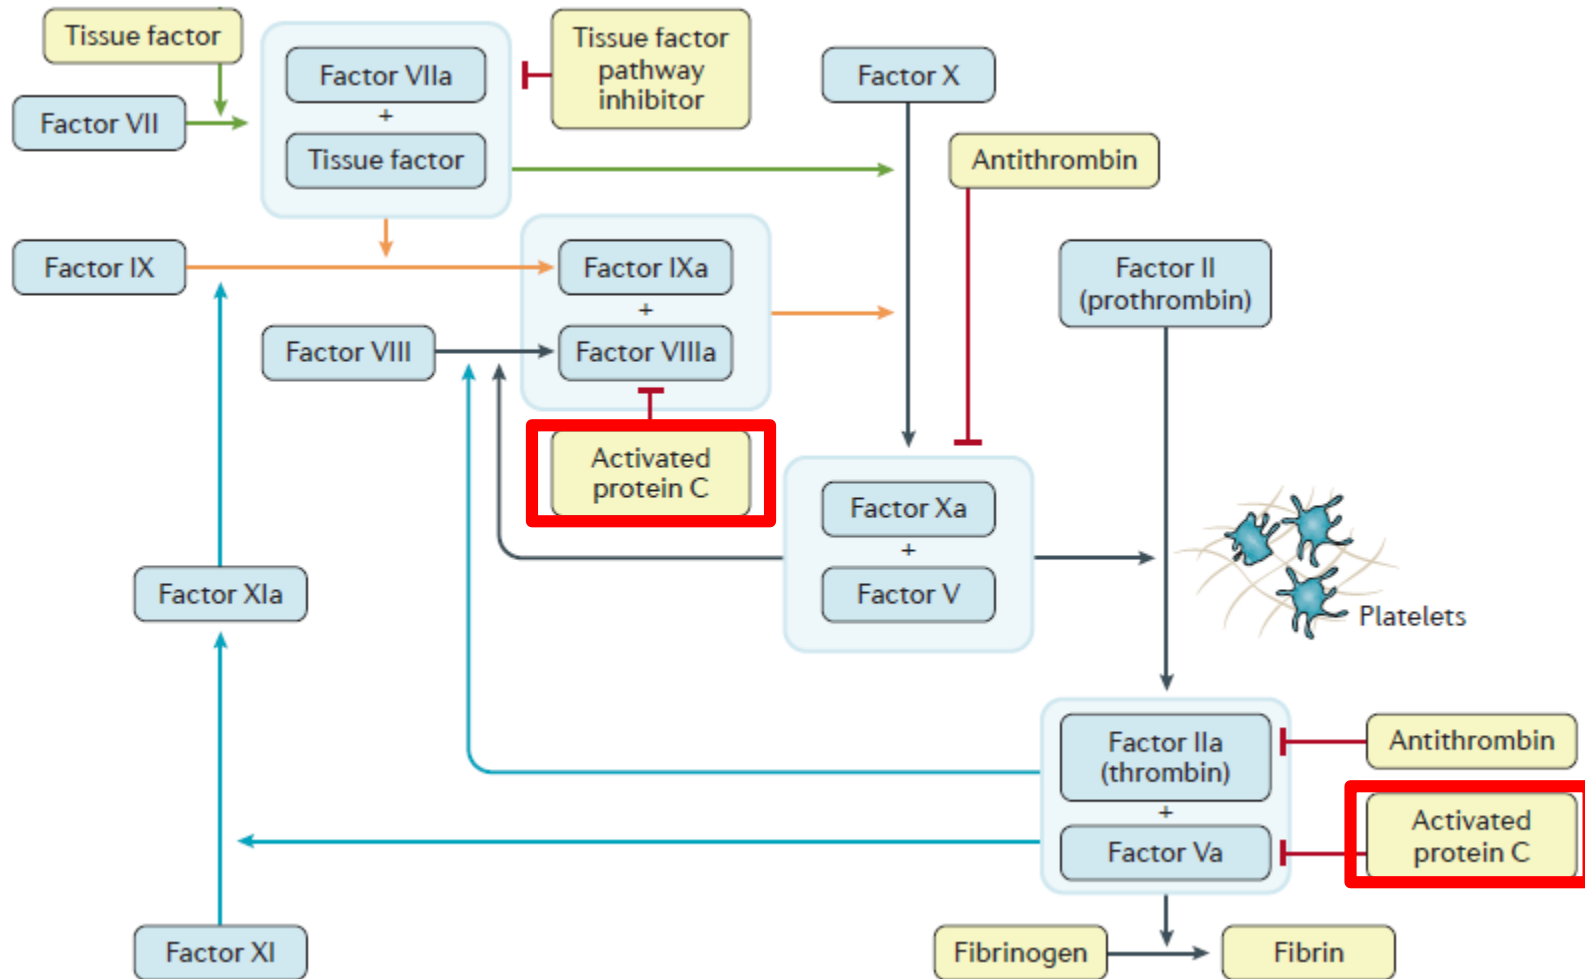 Tissue factor
Factor VII
Factor VIIa
+
Tissue factor
Tissue factor
pathway
inhibitor
Factor X
Antithrombin
Factor IX
Factor IXa
+
Factor VIIIa
Factor VIII
Factor II
(prothrombin)
Activated
protein C
Factor Xa
+
Factor V
Factor XIa
Platelets
Factor IIa
(thrombin)
+
Factor Va
Antithrombin
Activated
protein C
Factor XI
Fibrinogen
Fibrin